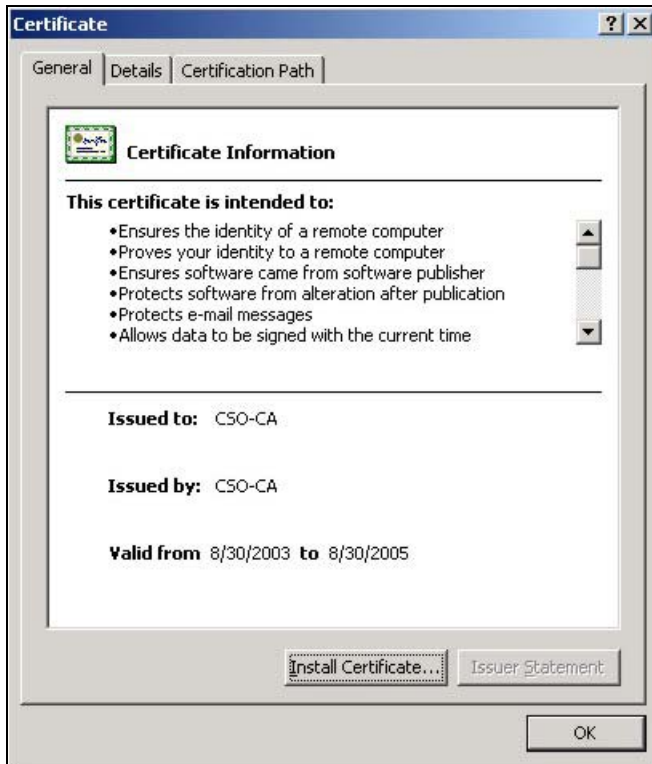 Certificate
General Details Certification Path
Certificate Information
This certificate is intended to:
•Ensures the identity of a remote computer
•Proves your identity to a remote computer
•Ensures software came from software publisher
•Protects software from alteration after publication
•Protects e-mail messages
•Allows data to be signed with the current time
Issued to: CSO-CA
Issued by: CSO-CA
Valid from 8/30/2003 to 8/30/2005
Install Certificate... Issuer Statement
OK